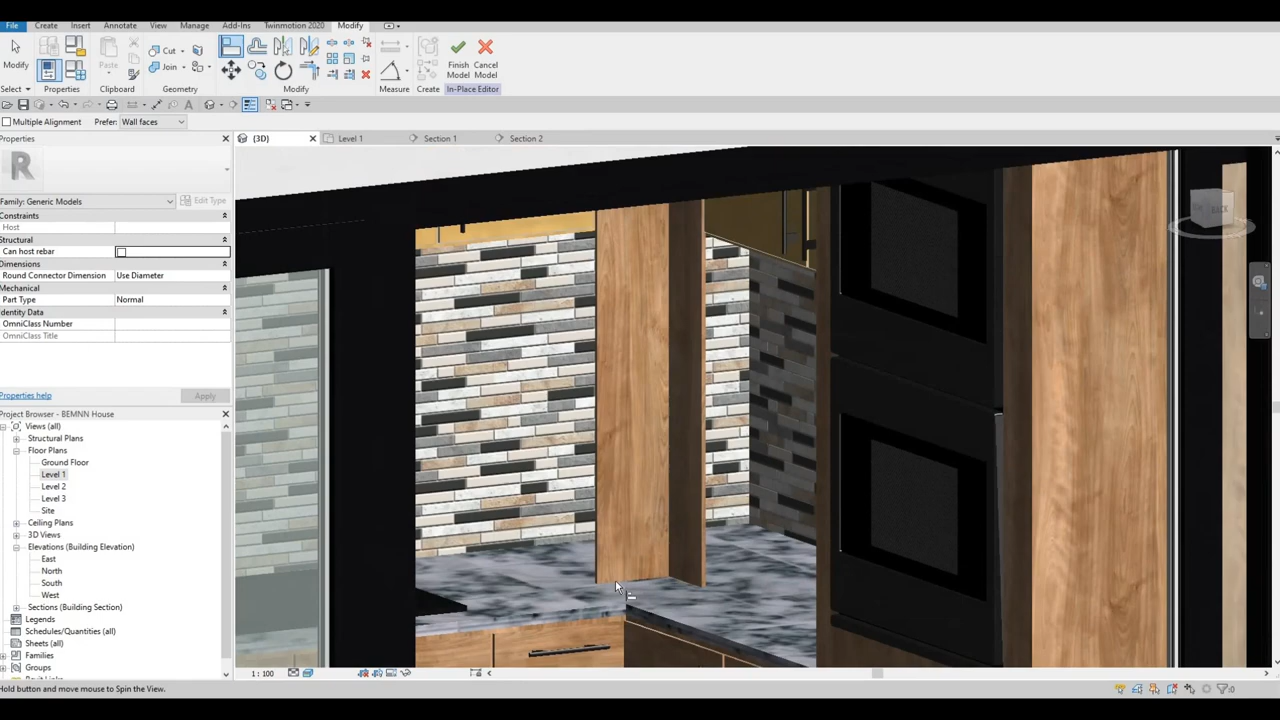 File Create Insert Annotate View Manage Add-Ins Twinmotion 2020 Modify
Modify
Paste
Cut
Join
Finish Model
Cancel Model
Select Properties Clipboard Geometry Modify Measure Create In-Place Editor
Multiple Alignment Prefer: Wall faces
Properties
{3D} Level 1 Section 1 Section 2
R
Family: Generic Models Edit Type
Constraints
Host
Structural
Can host rebar
Dimensions
Round Connector Dimension Use Diameter
Mechanical
Part Type Normal
Identity Data
OmniClass Number
OmniClass Title
Properties help Apply
Project Browser - BEMNN House
Views (all)
Structural Plans
Floor Plans
Ground Floor
Level 1
Level 2
Level 3
Site
Ceiling Plans
3D Views
Elevations (Building Elevation)
East
North
South
West
Sections (Building Section)
Legends
Schedules/Quantities (all)
Sheets (all)
Families
Groups
1 : 100
Hold button and move mouse to Spin the View.
BACK
:0